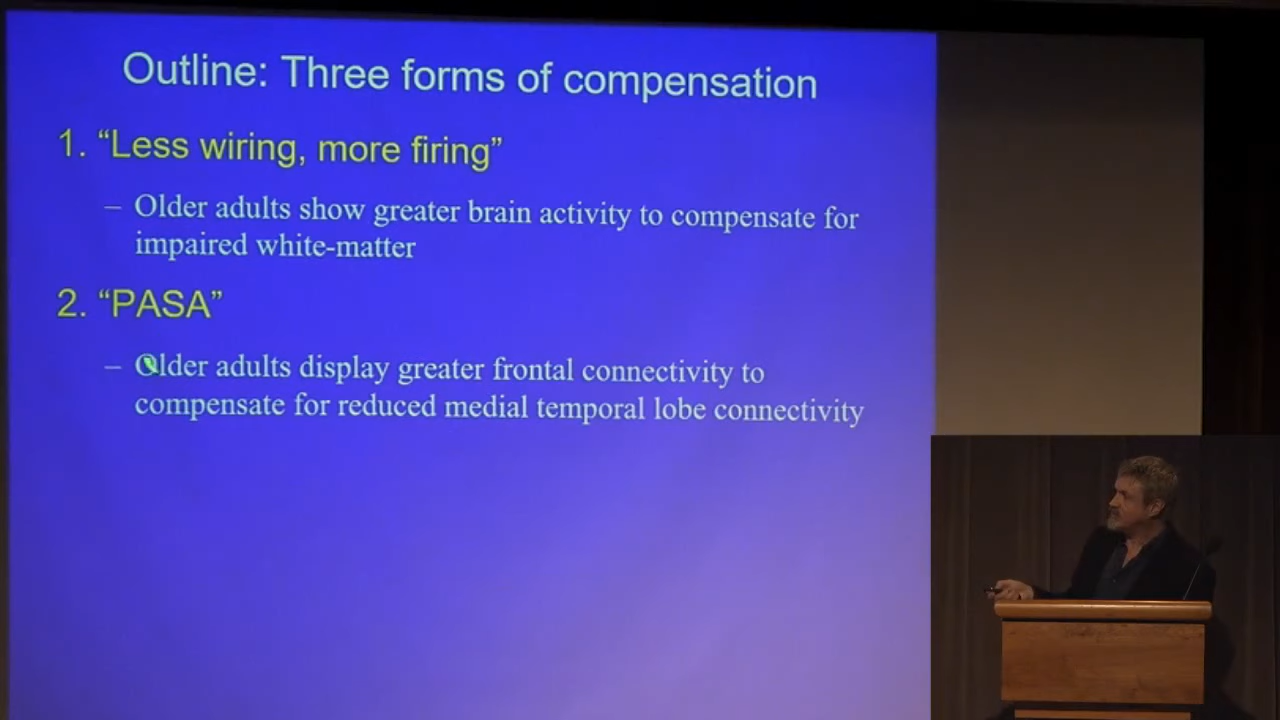 Outline: Three forms of compensation
1. “Less wiring, more firing”
– Older adults show greater brain activity to compensate for
impaired white-matter
2. “PASA”
– Older adults display greater frontal connectivity to
compensate for reduced medial temporal lobe connectivity